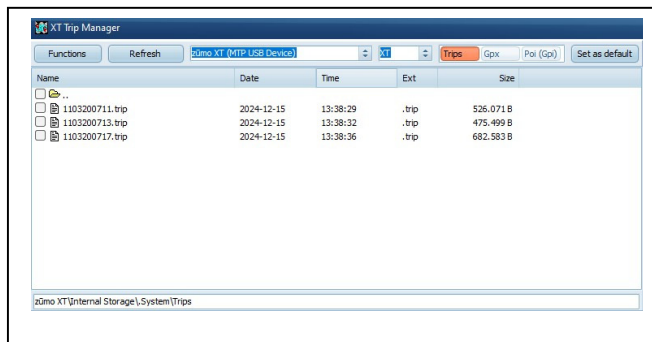 XT Trip Manager
Functions Refresh zūmo XT (MTP USB Device) XT Trips Gpx Poi (Gpi) Set as default
Name Date Time Ext Size
..
1103200711.trip 2024-12-15 13:38:29 .trip 526.071 B
1103200713.trip 2024-12-15 13:38:32 .trip 475.499 B
1103200717.trip 2024-12-15 13:38:36 .trip 682.583 B
zūmo XT\Internal Storage\.System\Trips